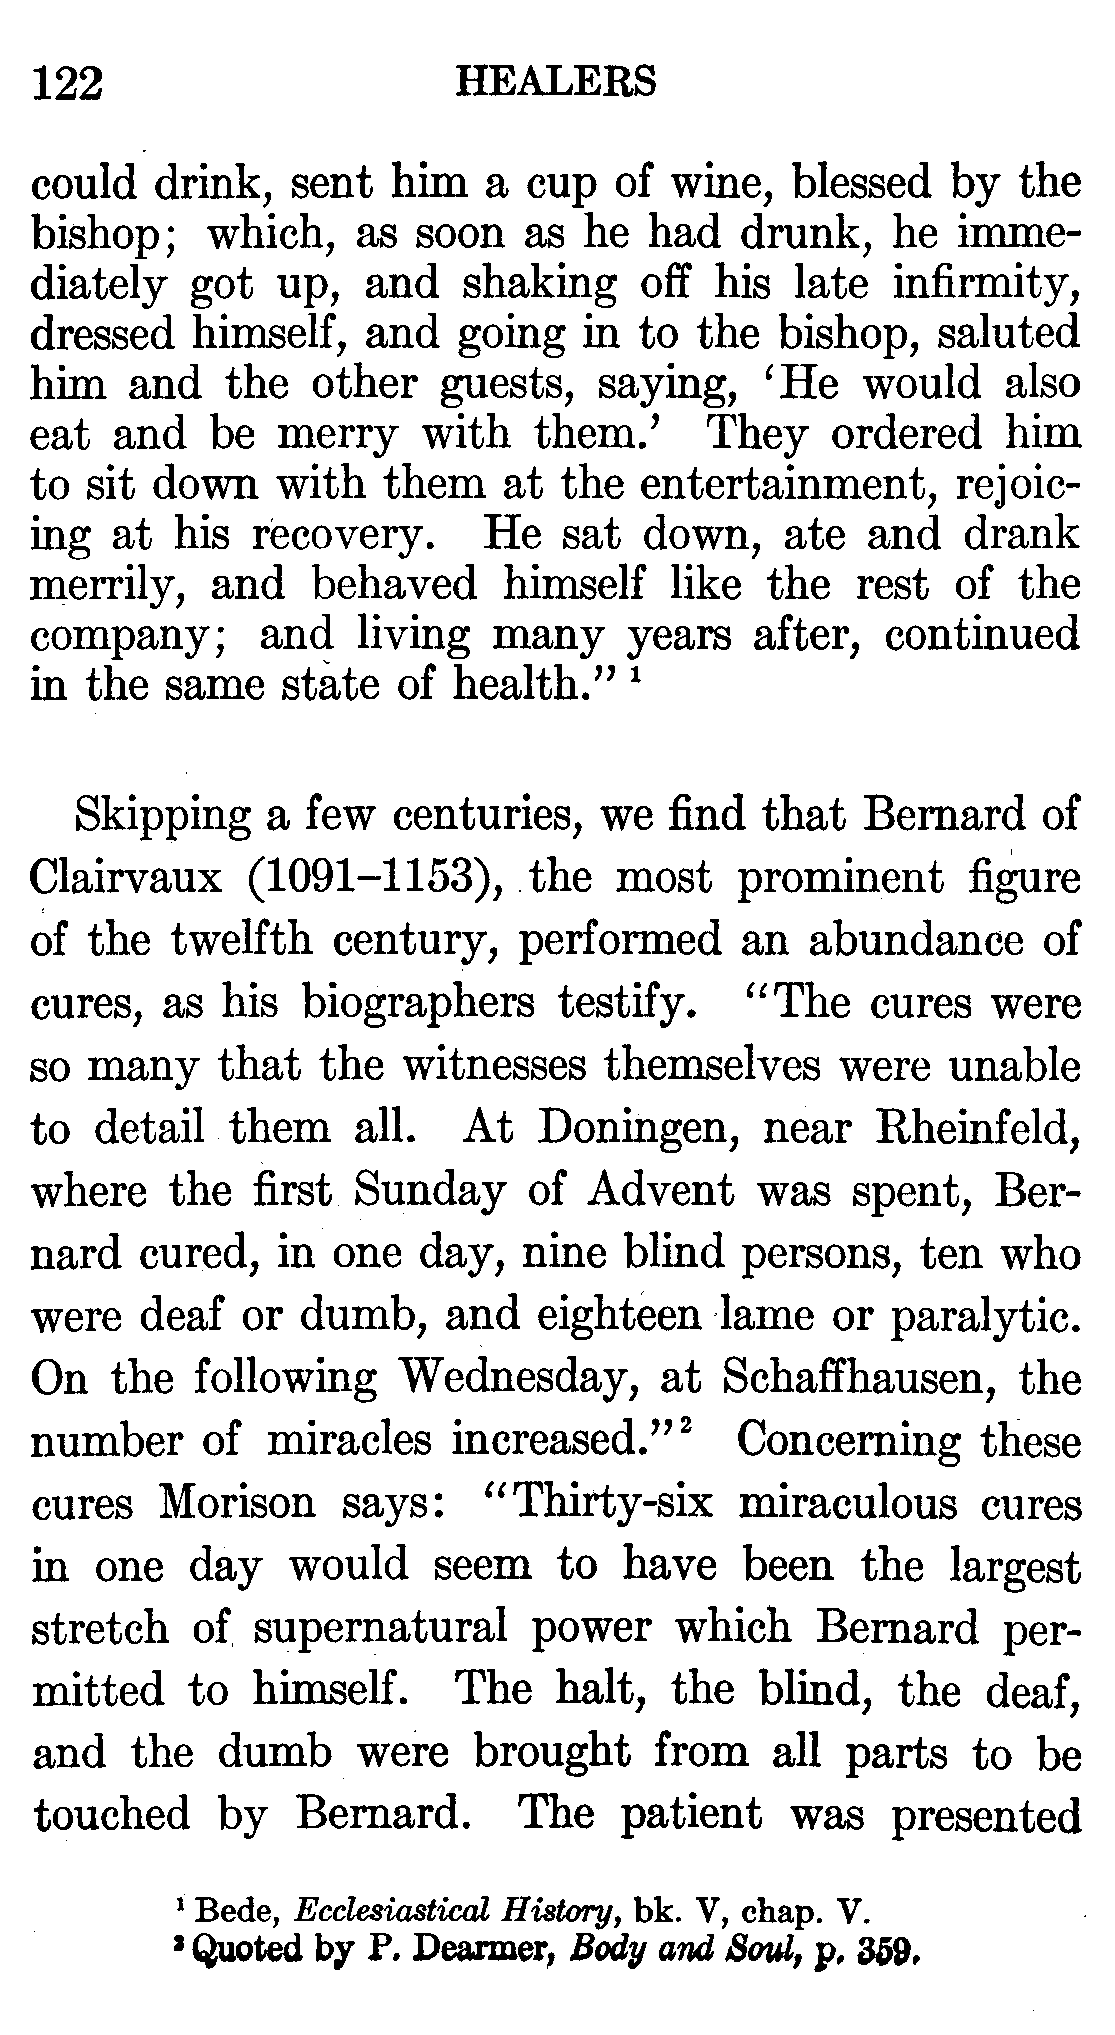 122 HEALERS
could drink, sent him a cup of wine, blessed by the
bishop; which, as soon as he had drunk, he imme-
diately got up, and shaking off his late infirmity,
dressed himself, and going in to the bishop, saluted
him and the other guests, saying, ‘He would also
eat and be merry with them.’ They ordered him
to sit down with them at the entertainment, rejoic-
ing at his recovery. He sat down, ate and drank
merrily, and behaved himself like the rest of the
company; and living many years after, continued
in the same state of health.” ¹
Skipping a few centuries, we find that Bernard of
Clairvaux (1091–1153), the most prominent figure
of the twelfth century, performed an abundance of
cures, as his biographers testify. “The cures were
so many that the witnesses themselves were unable
to detail them all. At Doningen, near Rheinfeld,
where the first Sunday of Advent was spent, Ber-
nard cured, in one day, nine blind persons, ten who
were deaf or dumb, and eighteen lame or paralytic.
On the following Wednesday, at Schaffhausen, the
number of miracles increased.” ² Concerning these
cures Morison says: “Thirty-six miraculous cures
in one day would seem to have been the largest
stretch of supernatural power which Bernard per-
mitted to himself. The halt, the blind, the deaf,
and the dumb were brought from all parts to be
touched by Bernard. The patient was presented
¹ Bede, Ecclesiastical History, bk. V, chap. V.
² Quoted by P. Dearmer, Body and Soul, p. 359.